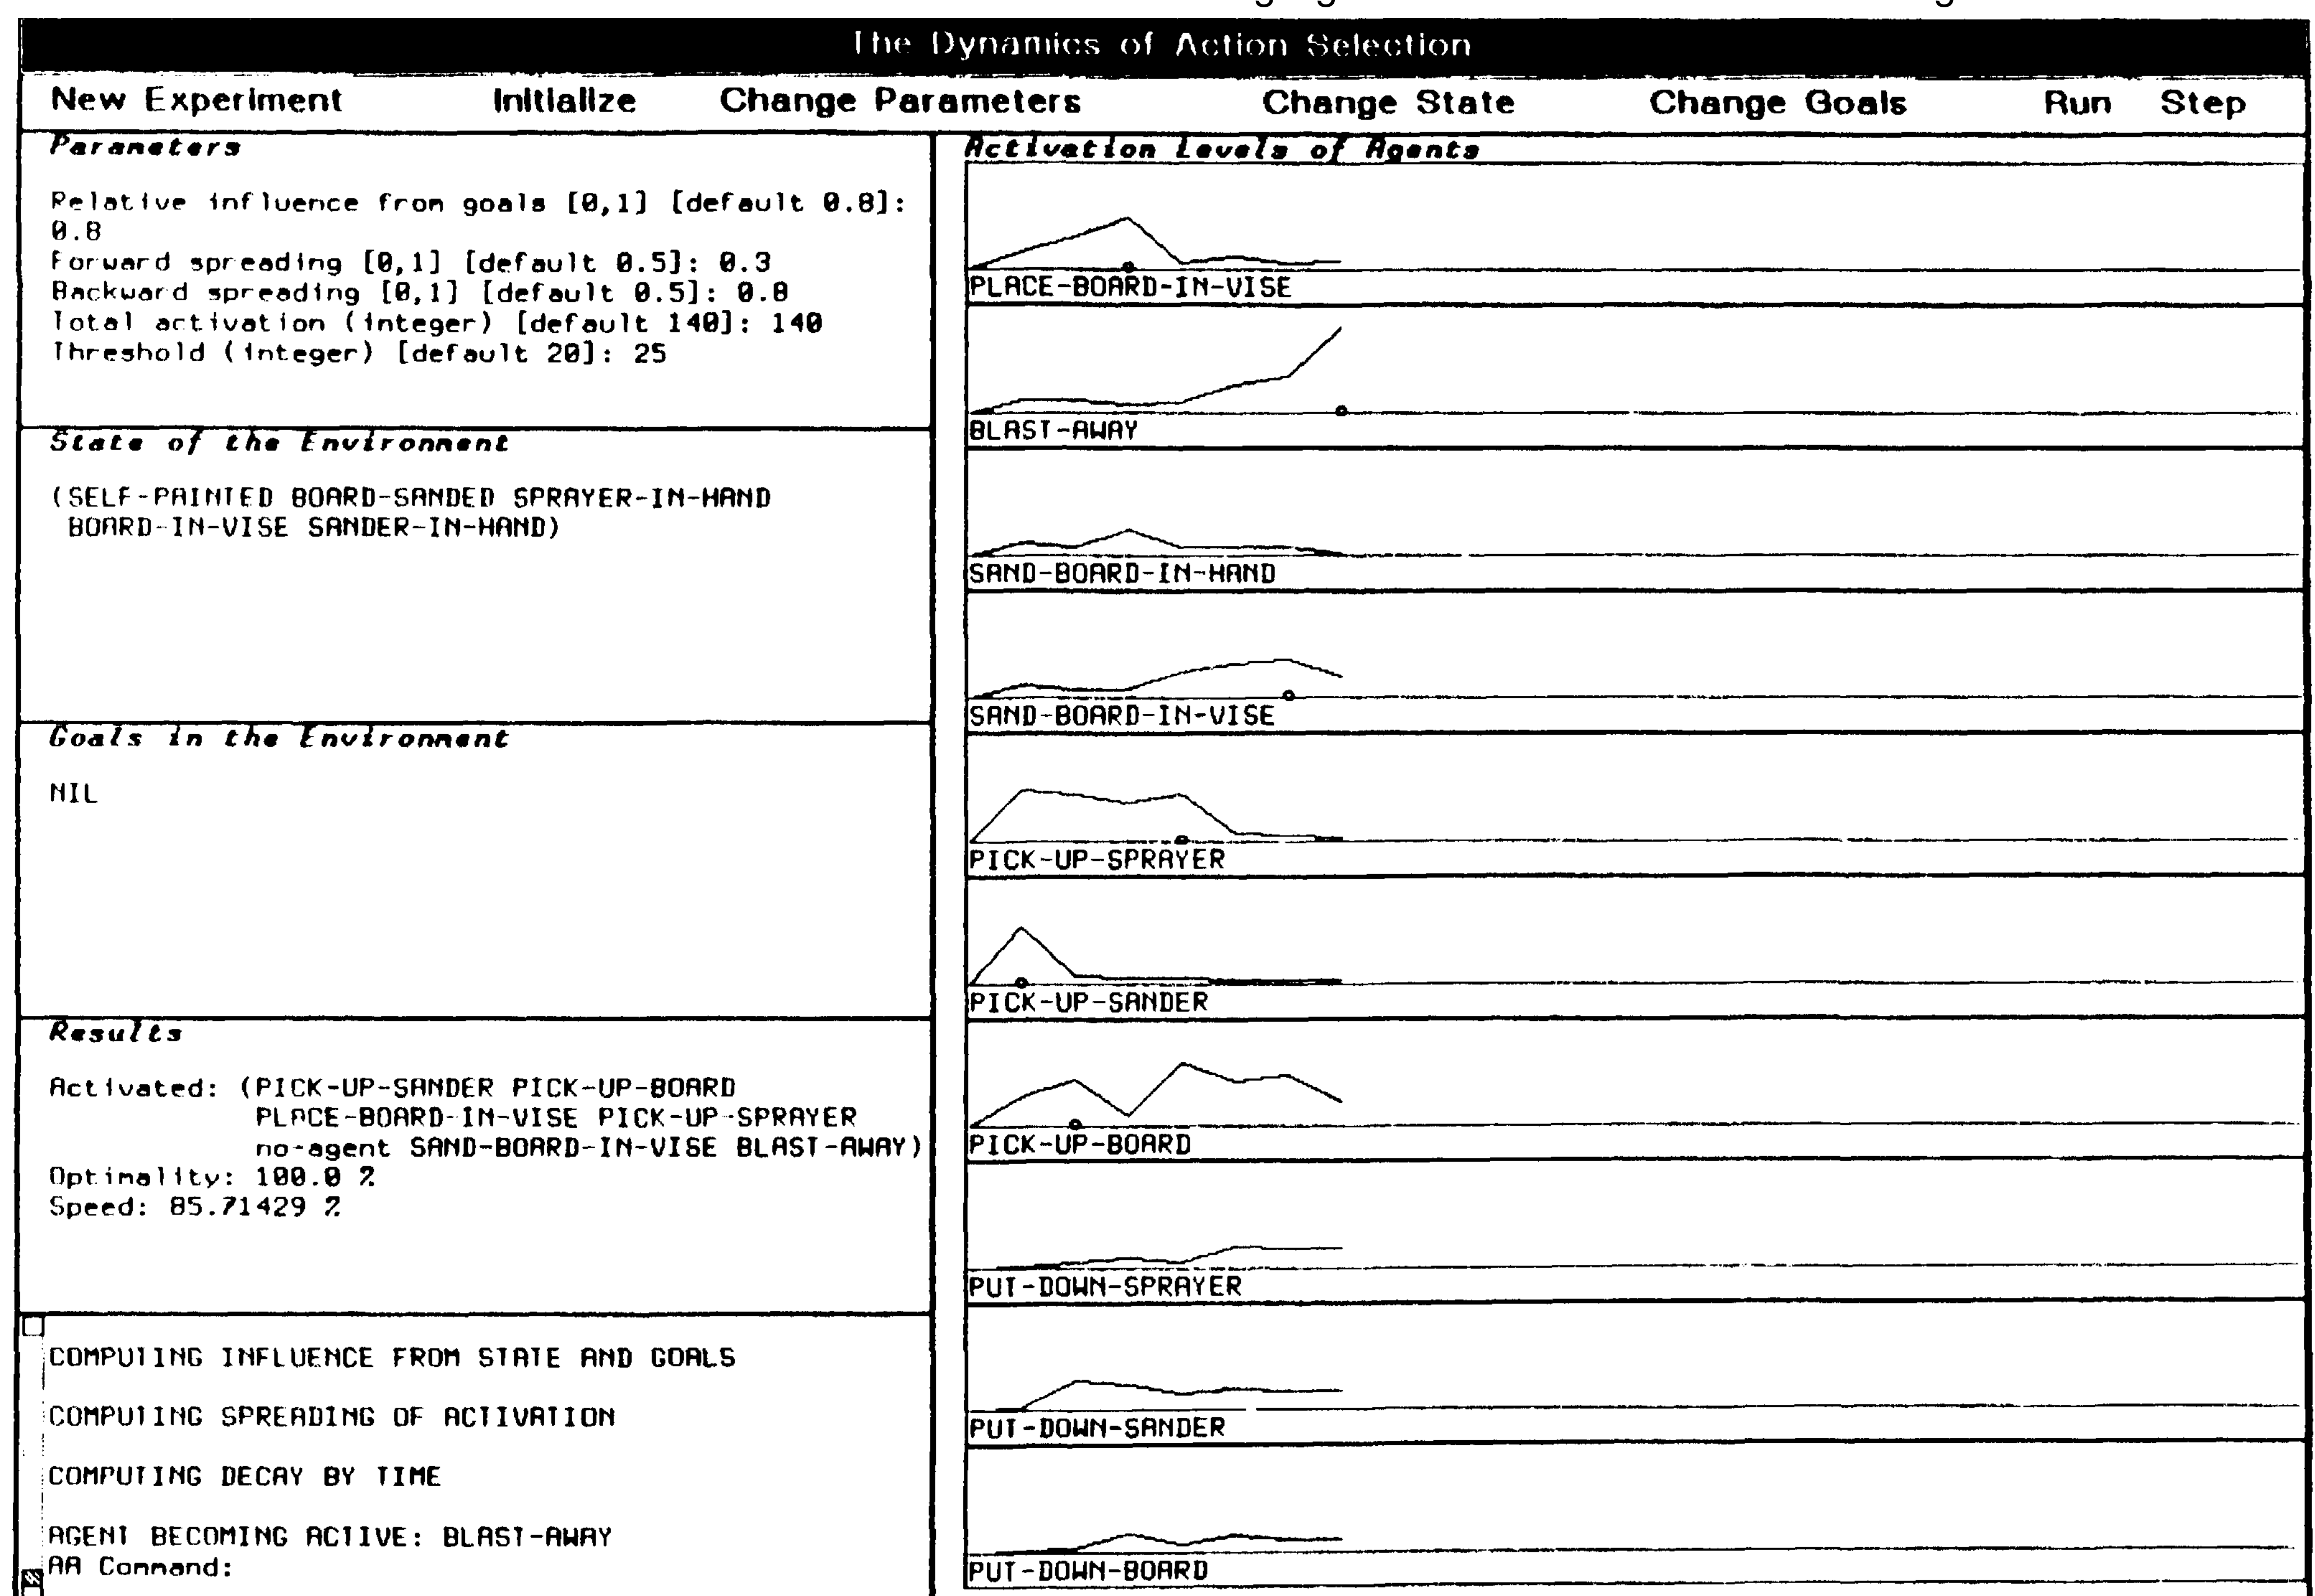 The Dynamics of Action Selection
New Experiment Initialize Change Parameters Change State Change Goals Run Step
Parameters
Relative influence from goals [0,1] [default 0.8]:
0.8
Forward spreading [0,1] [default 0.5]: 0.3
Backward spreading [0,1] [default 0.5]: 0.8
Total activation (integer) [default 140]: 140
Threshold (integer) [default 20]: 25
State of the Environment
(SELF-PAINTED BOARD-SANDED SPRAYER-IN-HAND
BOARD-IN-VISE SANDER-IN-HAND)
Goals in the Environment
NIL
Results
Activated: (PICK-UP-SANDER PICK-UP-BOARD
PLACE-BOARD-IN-VISE PICK-UP-SPRAYER
no-agent SAND-BOARD-IN-VISE BLAST-AWAY)
Optimality: 100.0 %
Speed: 85.71429 %
COMPUTING INFLUENCE FROM STATE AND GOALS
COMPUTING SPREADING OF ACTIVATION
COMPUTING DECAY BY TIME
AGENT BECOMING ACTIVE: BLAST-AWAY
AA Command:
Activation Levels of Agents
PLACE-BOARD-IN-VISE
BLAST-AWAY
SAND-BOARD-IN-HAND
SAND-BOARD-IN-VISE
PICK-UP-SPRAYER
PICK-UP-SANDER
PICK-UP-BOARD
PUT-DOWN-SPRAYER
PUT-DOWN-SANDER
PUT-DOWN-BOARD